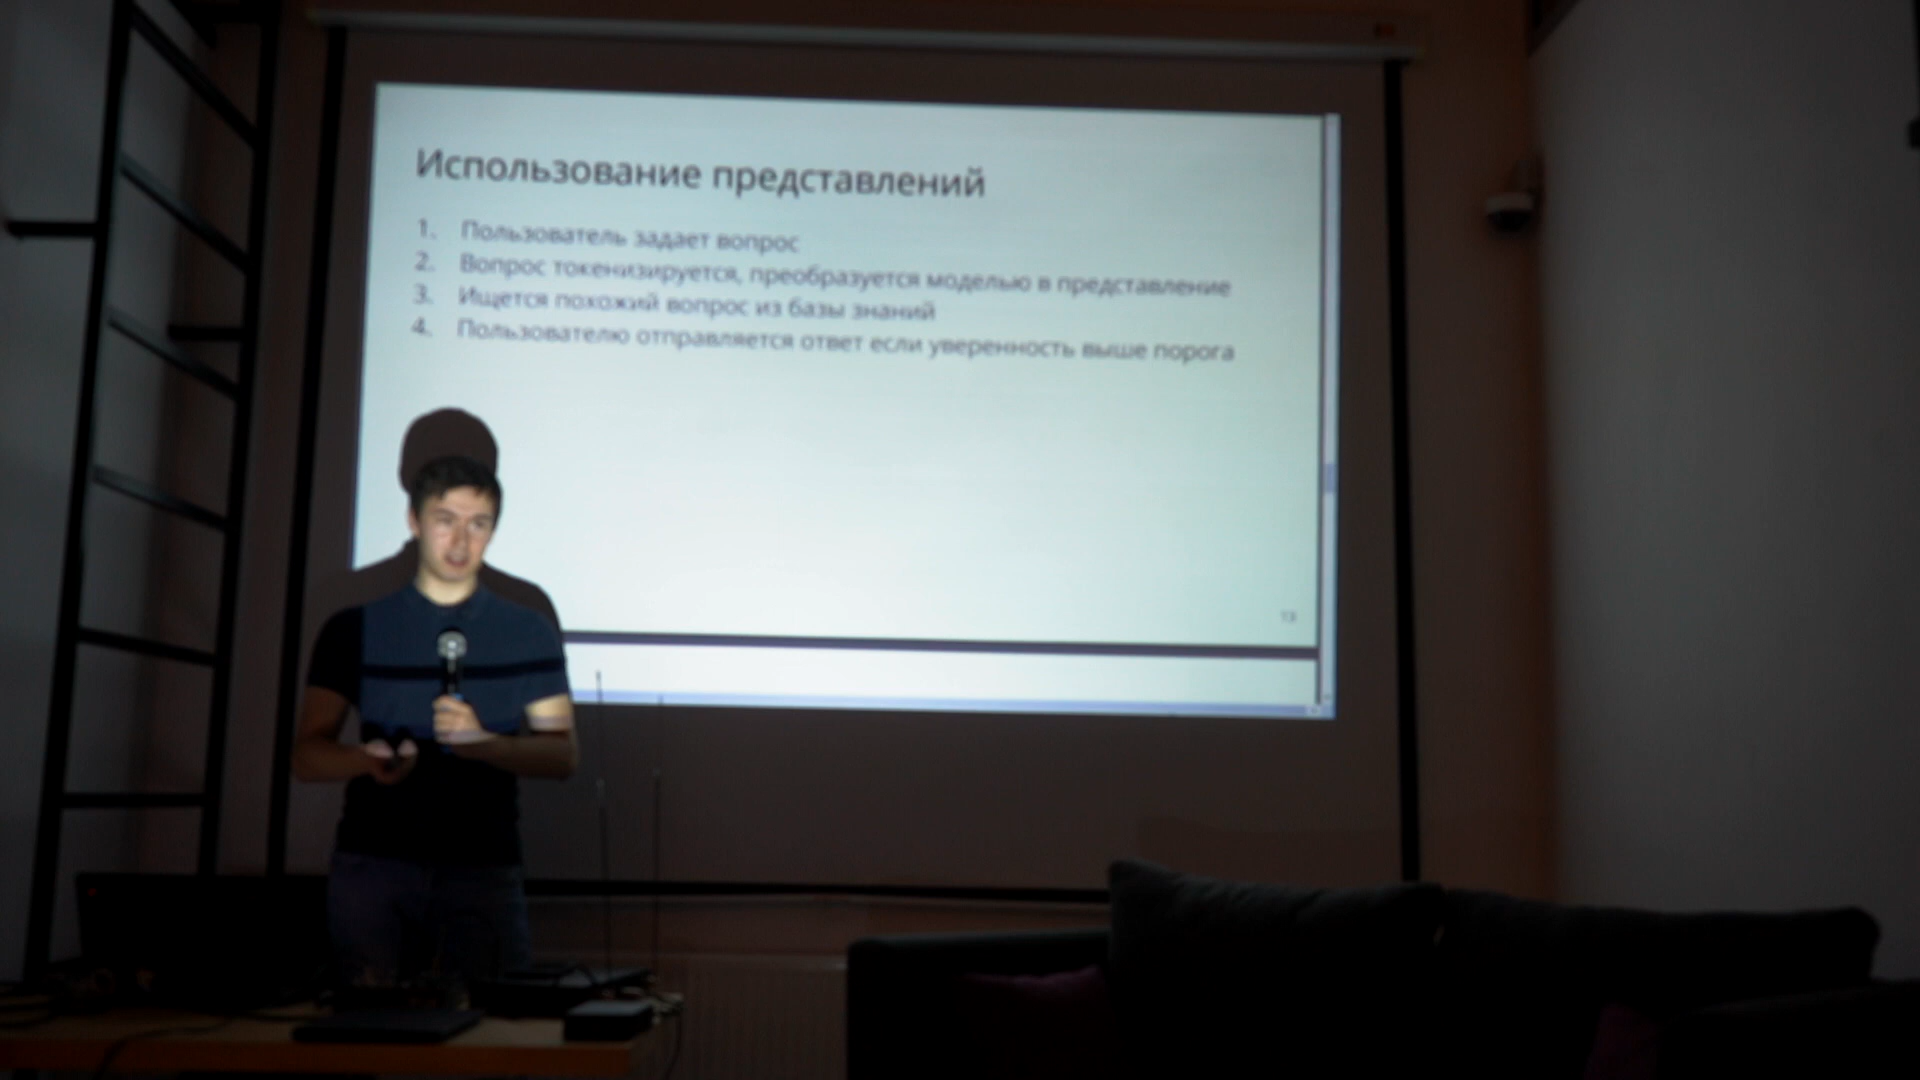 Использование представлений
1. Пользователь задает вопрос
2. Вопрос токенизируется, преобразуется моделью в представление
3. Ищется похожий вопрос из базы знаний
4. Пользователю отправляется ответ если уверенность выше порога
13